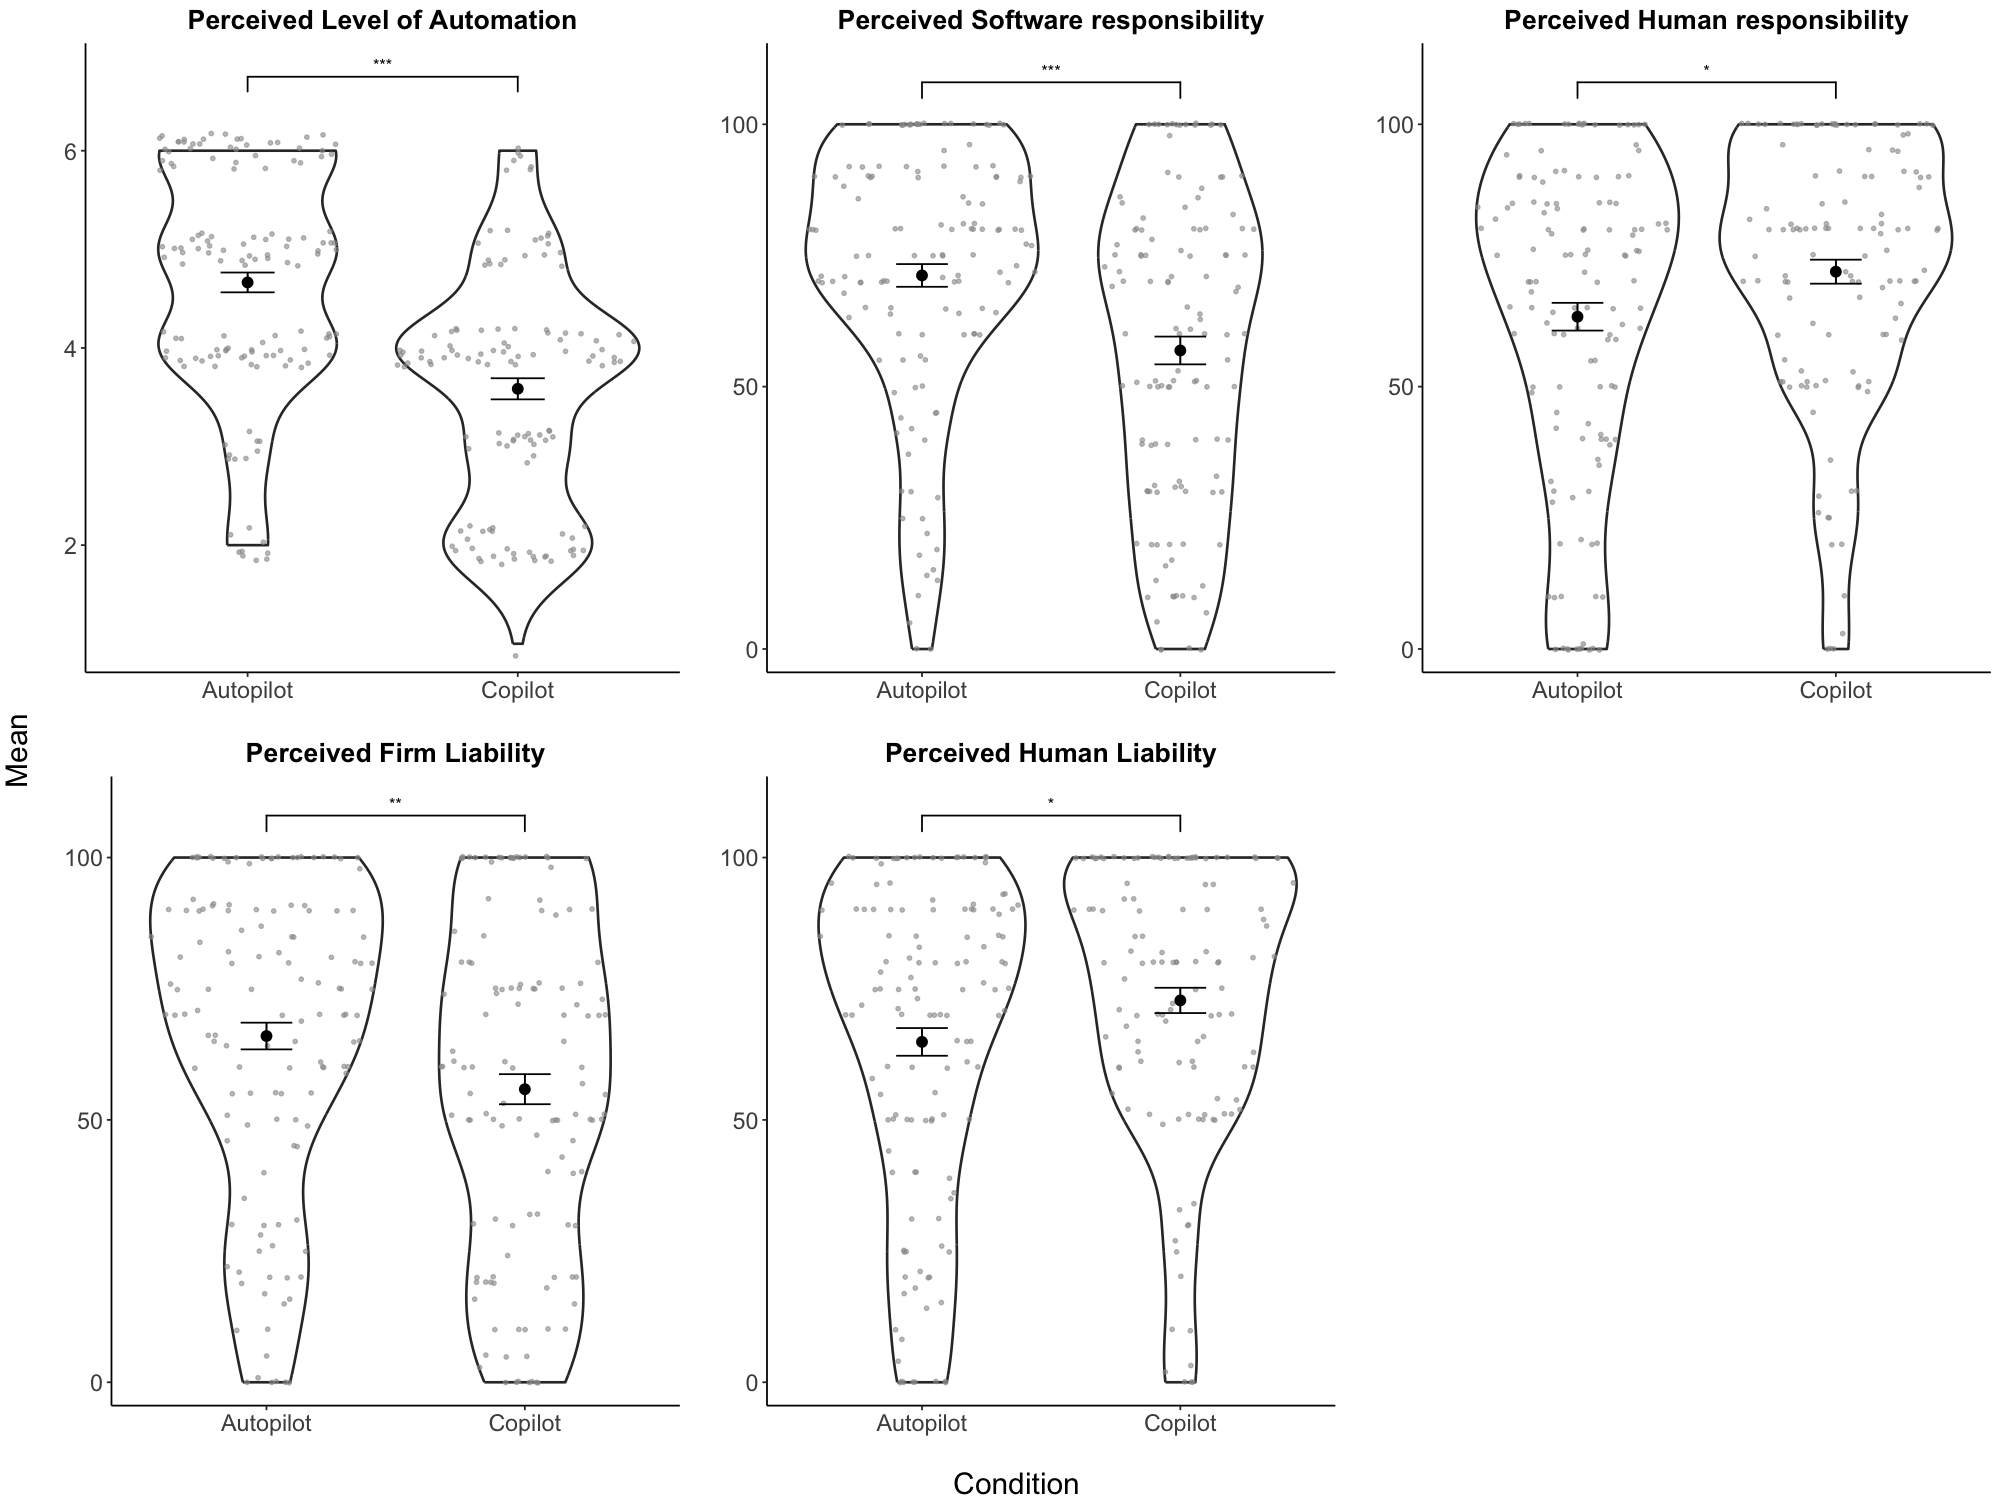 Perceived Level of Automation
Perceived Software responsibility
Perceived Human responsibility
***
***
*
6
4
2
100
50
0
100
50
0
Autopilot
Copilot
Autopilot
Copilot
Autopilot
Copilot
Mean
Perceived Firm Liability
Perceived Human Liability
**
*
100
50
0
100
50
0
Autopilot
Copilot
Autopilot
Copilot
Condition